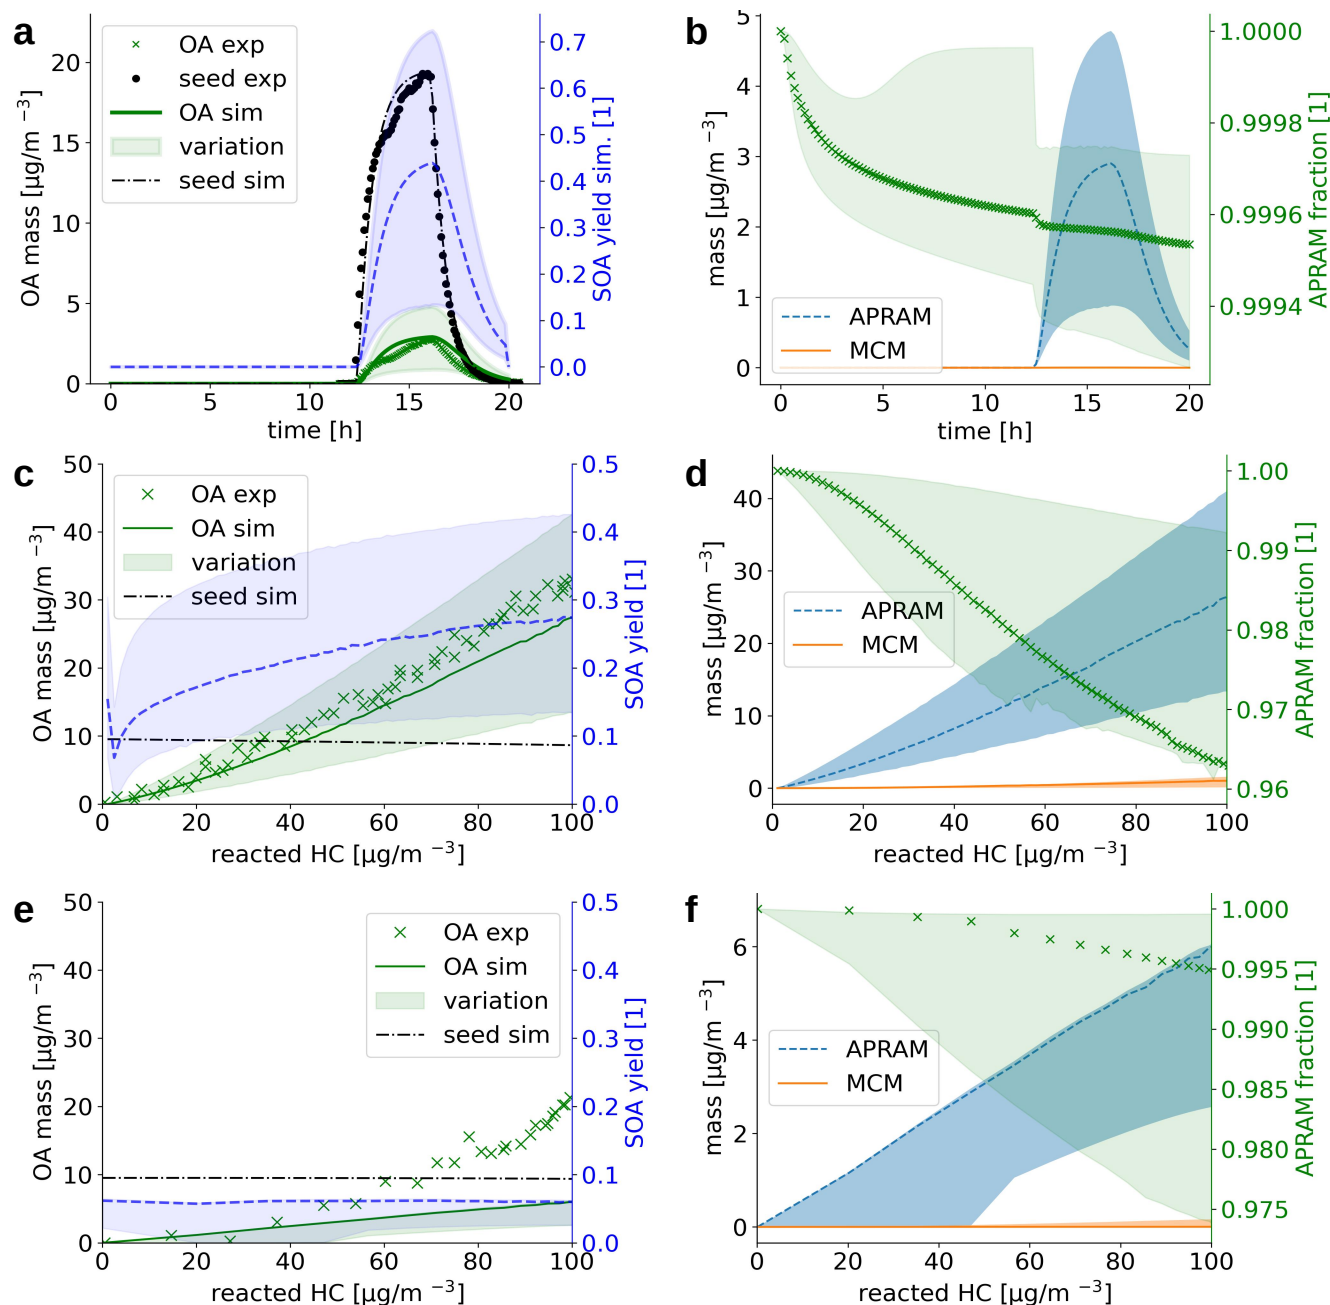 a
OA exp
seed exp
OA sim
variation
seed sim
OA mass [µg/m ⁻³]
0
5
10
15
20
0.0
0.1
0.2
0.3
0.4
0.5
0.6
0.7
SOA yield sim. [1]
0 5 10 15 20
time [h]
b
APRAM
MCM
mass [µg/m ⁻³]
0
1
2
3
4
5
0.9994
0.9996
0.9998
1.0000
APRAM fraction [1]
0 5 10 15 20
time [h]
c
OA exp
OA sim
variation
seed sim
OA mass [µg/m ⁻³]
0
10
20
30
40
50
0.0
0.1
0.2
0.3
0.4
0.5
SOA yield [1]
0 20 40 60 80 100
reacted HC [µg/m ⁻³]
d
APRAM
MCM
mass [µg/m ⁻³]
0
10
20
30
40
0.96
0.97
0.98
0.99
1.00
APRAM fraction [1]
0 20 40 60 80 100
reacted HC [µg/m ⁻³]
e
OA exp
OA sim
variation
seed sim
OA mass [µg/m ⁻³]
0
10
20
30
40
50
0.0
0.1
0.2
0.3
0.4
0.5
SOA yield [1]
0 20 40 60 80 100
reacted HC [µg/m ⁻³]
f
APRAM
MCM
mass [µg/m ⁻³]
0
2
4
6
0.975
0.980
0.985
0.990
0.995
1.000
APRAM fraction [1]
0 20 40 60 80 100
reacted HC [µg/m ⁻³]